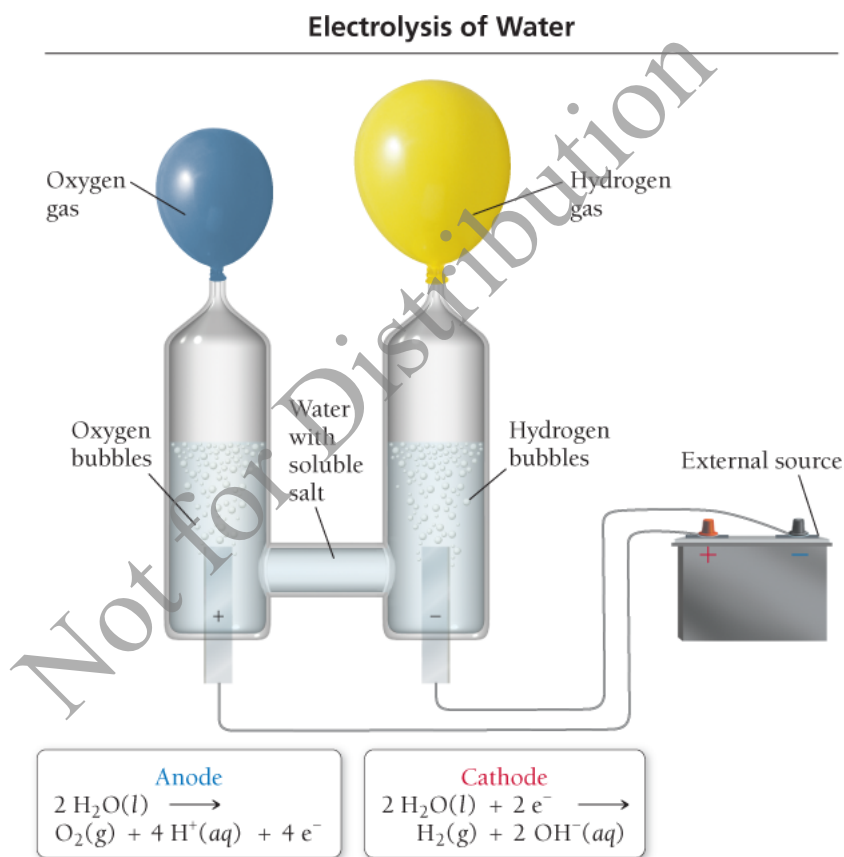 Electrolysis of Water
Oxygen
gas
Hydrogen
gas
Oxygen
bubbles
Water
with
soluble
salt
Hydrogen
bubbles
External source
+
−
+
−
Not for Distribution
Anode
2 H₂O(l) ⟶
O₂(g) + 4 H⁺(aq) + 4 e⁻
Cathode
2 H₂O(l) + 2 e⁻ ⟶
H₂(g) + 2 OH⁻(aq)